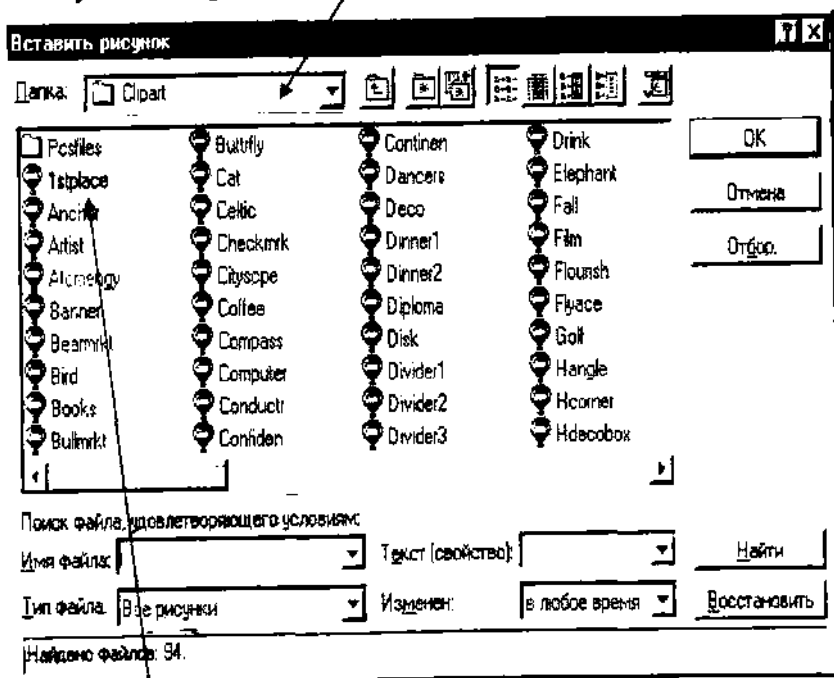 Вставить рисунок
Папка: Clipart
Pcsfiles Buttrfly Continen Drink OK
1stplace Cat Dancers Elephant Отмена
Anchor Celtic Deco Fall Отбор.
Artist Checkmrk Dinner1 Film
Atomengy Cityscpe Dinner2 Flourish
Banner Coffee Diploma Flyace
Bearmrkt Compass Disk Golf
Bird Computer Divider1 Hangle
Books Conductr Divider2 Hcorner
Bullmrkt Confiden Divider3 Hdecobox
Поиск файла, удовлетворяющего условиям:
Имя файла: Текст (свойство): Найти
Тип файла: Все рисунки Изменен: в любое время Восстановить
Найдено файлов: 94.